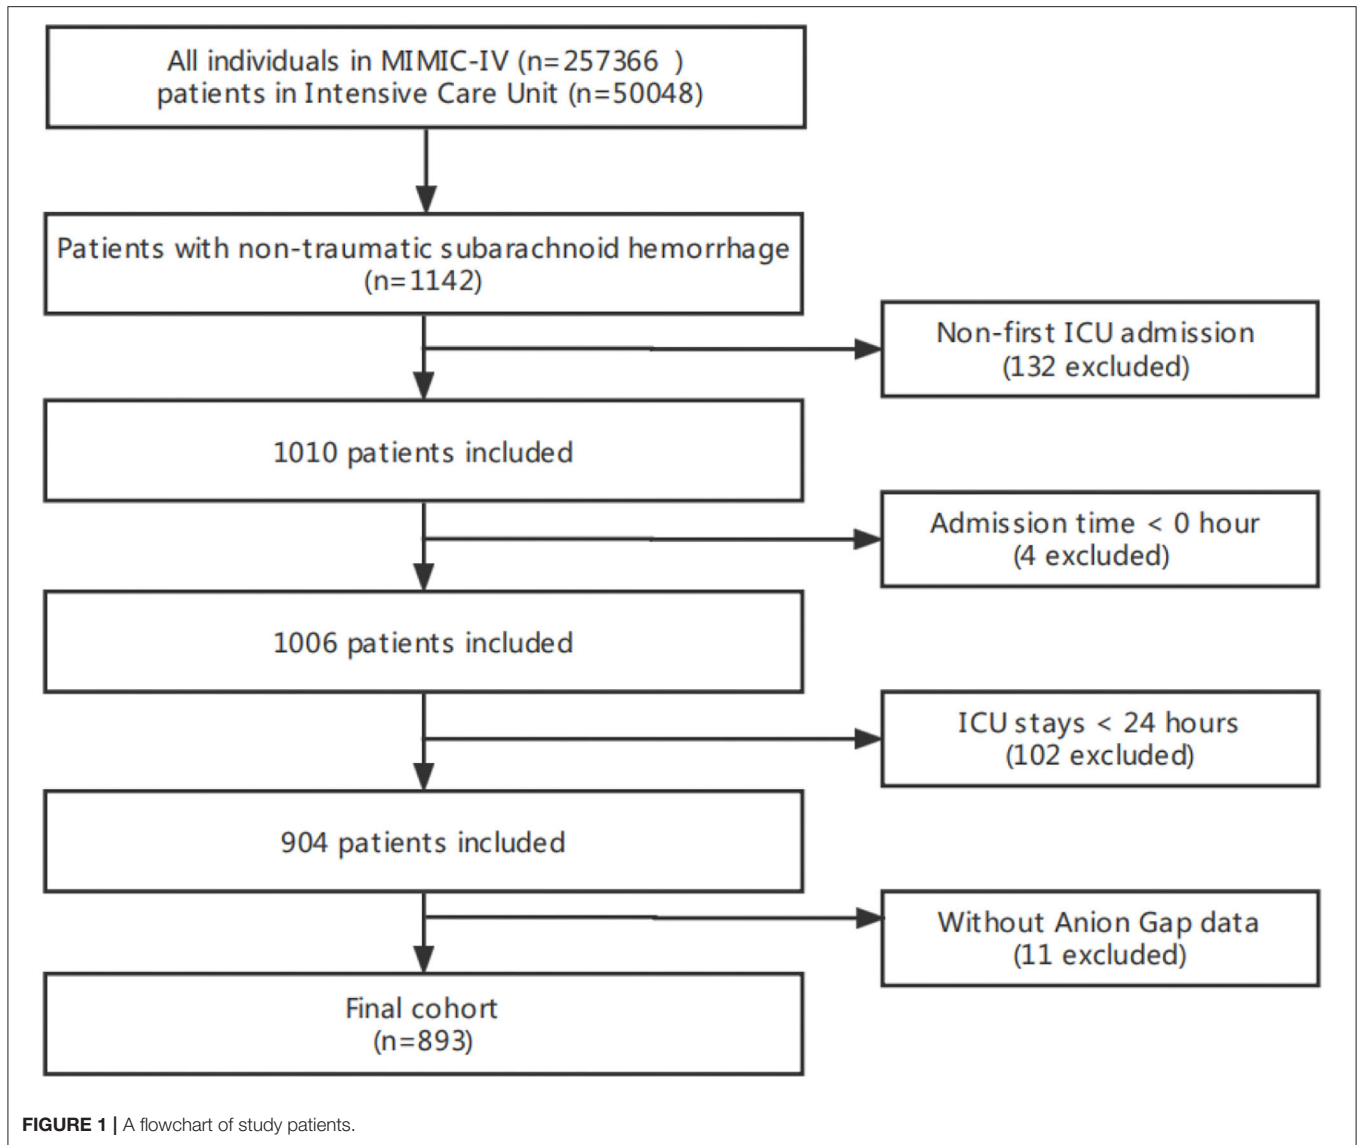 All individuals in MIMIC-IV (n=257366 )
patients in Intensive Care Unit (n=50048)
Patients with non-traumatic subarachnoid hemorrhage
(n=1142)
Non-first ICU admission
(132 excluded)
1010 patients included
Admission time < 0 hour
(4 excluded)
1006 patients included
ICU stays < 24 hours
(102 excluded)
904 patients included
Without Anion Gap data
(11 excluded)
Final cohort
(n=893)
FIGURE 1 | A flowchart of study patients.